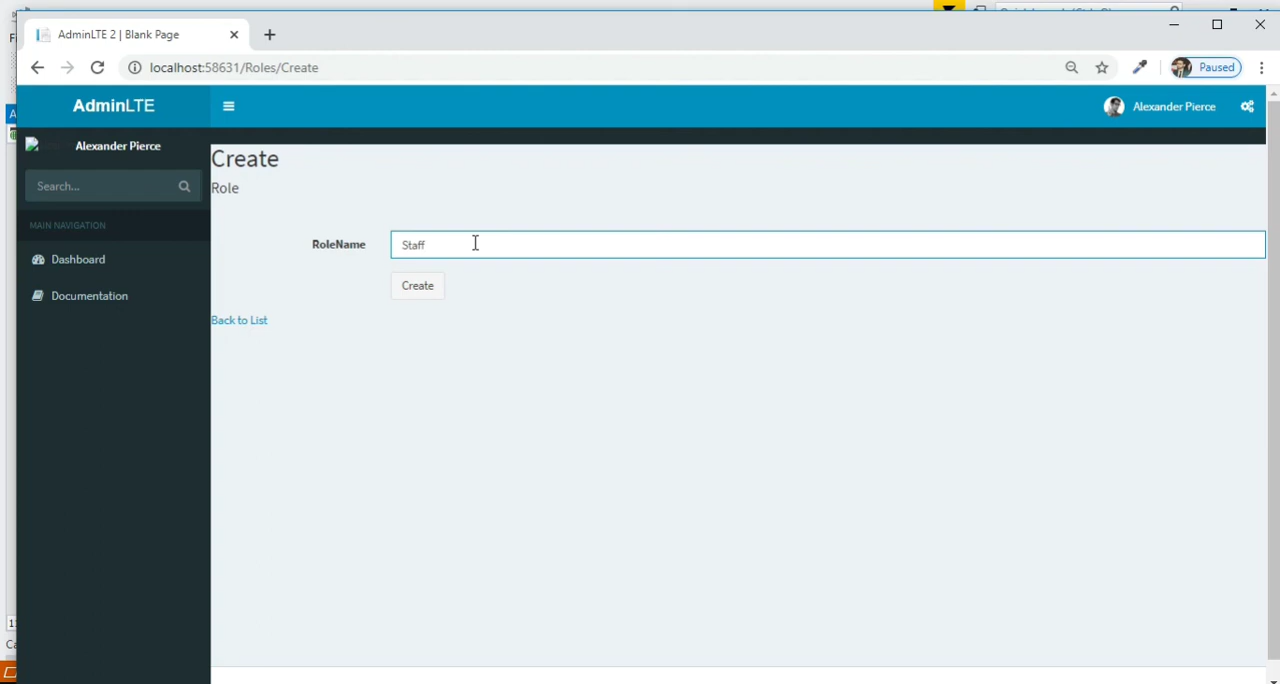 AdminLTE 2 | Blank Page
localhost:58631/Roles/Create
Paused
AdminLTE
Alexander Pierce
Alexander Pierce
Search...
MAIN NAVIGATION
Dashboard
Documentation
Create
Role
RoleName
Staff
Create
Back to List